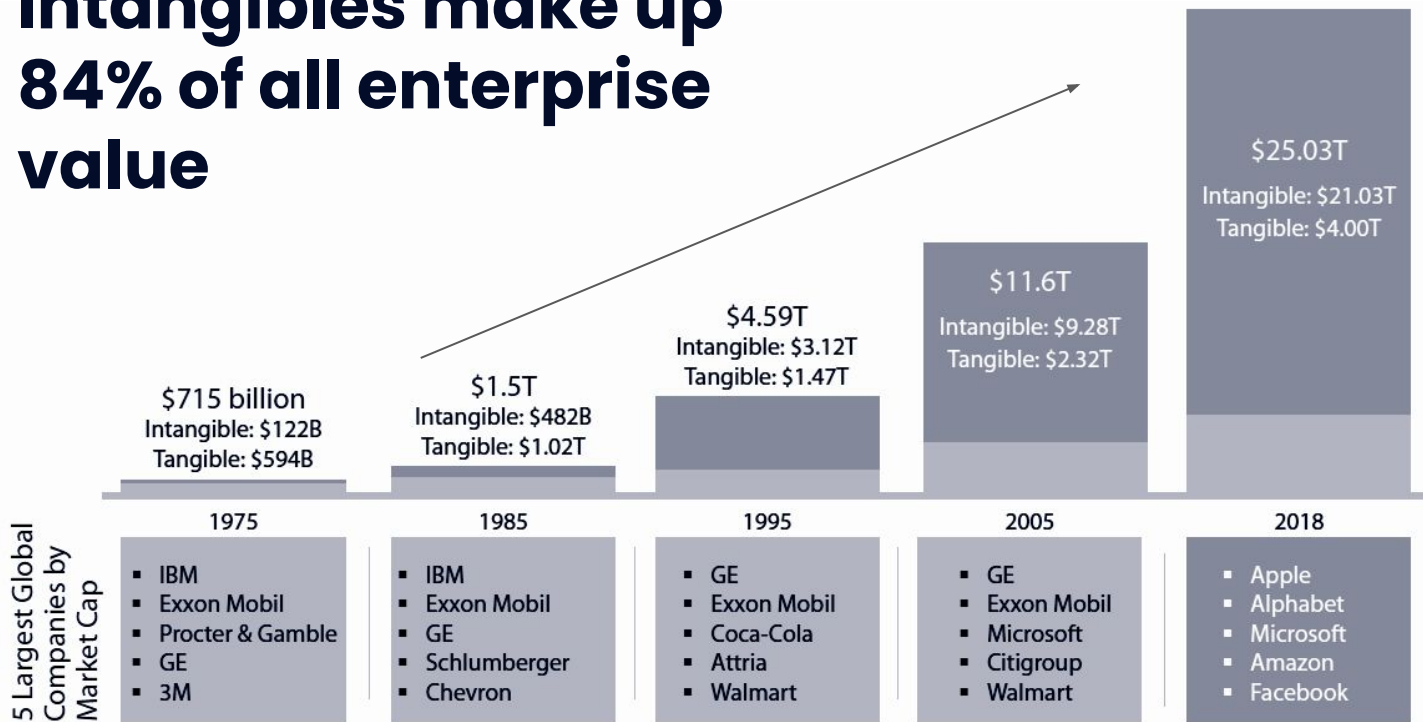 Intangibles make up
84% of all enterprise
value
$715 billion
Intangible: $122B
Tangible: $594B
$1.5T
Intangible: $482B
Tangible: $1.02T
$4.59T
Intangible: $3.12T
Tangible: $1.47T
$11.6T
Intangible: $9.28T
Tangible: $2.32T
$25.03T
Intangible: $21.03T
Tangible: $4.00T
1975
1985
1995
2005
2018
5 Largest Global
Companies by
Market Cap
▪ IBM
▪ Exxon Mobil
▪ Procter & Gamble
▪ GE
▪ 3M
▪ IBM
▪ Exxon Mobil
▪ GE
▪ Schlumberger
▪ Chevron
▪ GE
▪ Exxon Mobil
▪ Coca-Cola
▪ Attria
▪ Walmart
▪ GE
▪ Exxon Mobil
▪ Microsoft
▪ Citigroup
▪ Walmart
▪ Apple
▪ Alphabet
▪ Microsoft
▪ Amazon
▪ Facebook